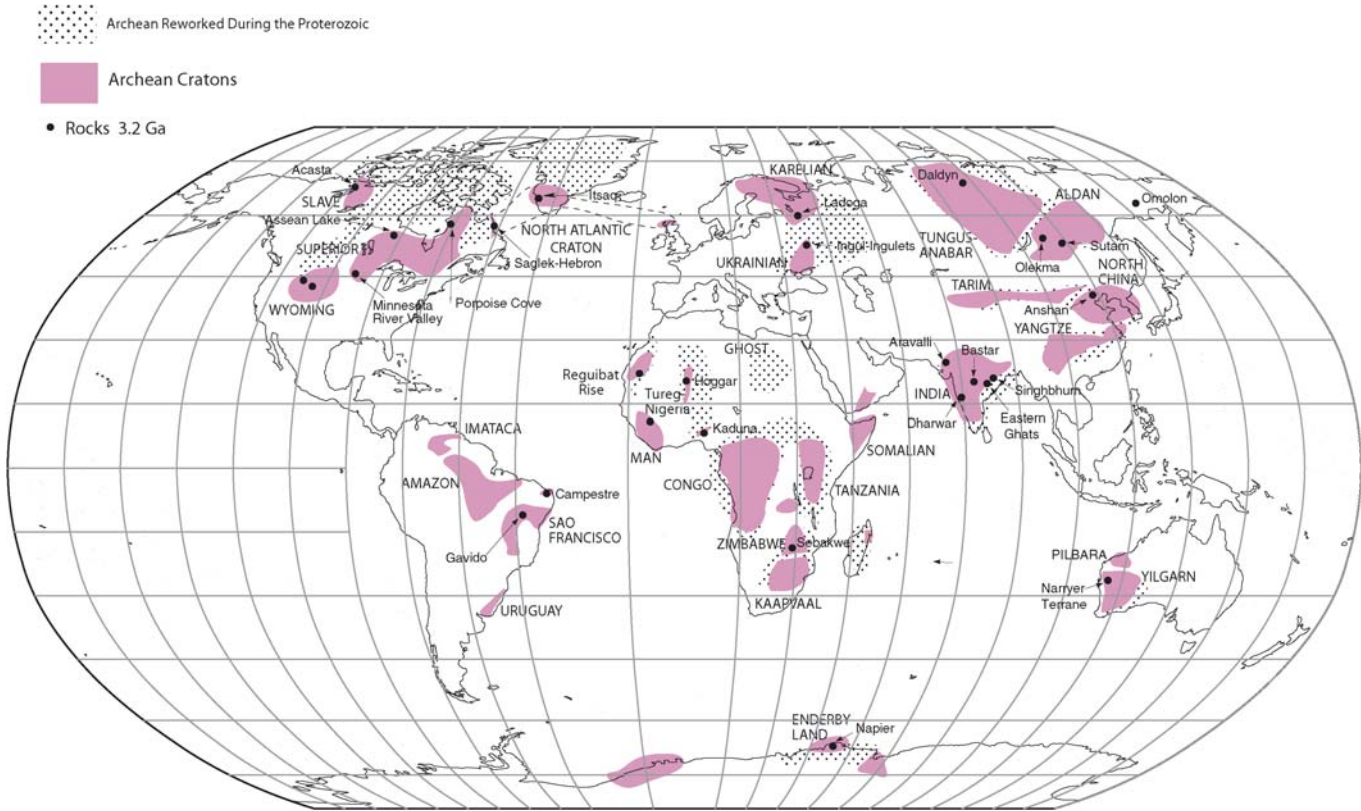 Archean Reworked During the Proterozoic
Archean Cratons
Rocks 3.2 Ga
Acasta
SLAVE
Assean Lake
SUPERIOR
WYOMING
Minnesota
River Valley
Porpoise Cove
Saglek-Hebron
NORTH ATLANTIC
CRATON
Itsaq
KARELIAN
Ladoga
Ingul-Ingulets
UKRAINIAN
Daldyn
ALDAN
Omolon
TUNGUS-
ANABAR
Olekma
Sutam
NORTH
CHINA
TARIM
Anshan
YANGTZE
Aravalli
Bastar
INDIA
Singhbhum
Dharwar
Eastern
Ghats
GHOST
Reguibat
Rise
Hoggar
Tureg-
Nigeria
Kaduna
MAN
SOMALIAN
CONGO
TANZANIA
ZIMBABWE
Sebakwe
KAAPVAAL
IMATACA
AMAZON
Campestre
SAO
FRANCISCO
Gavido
URUGUAY
PILBARA
YILGARN
Narryer
Terrane
ENDERBY
LAND
Napier